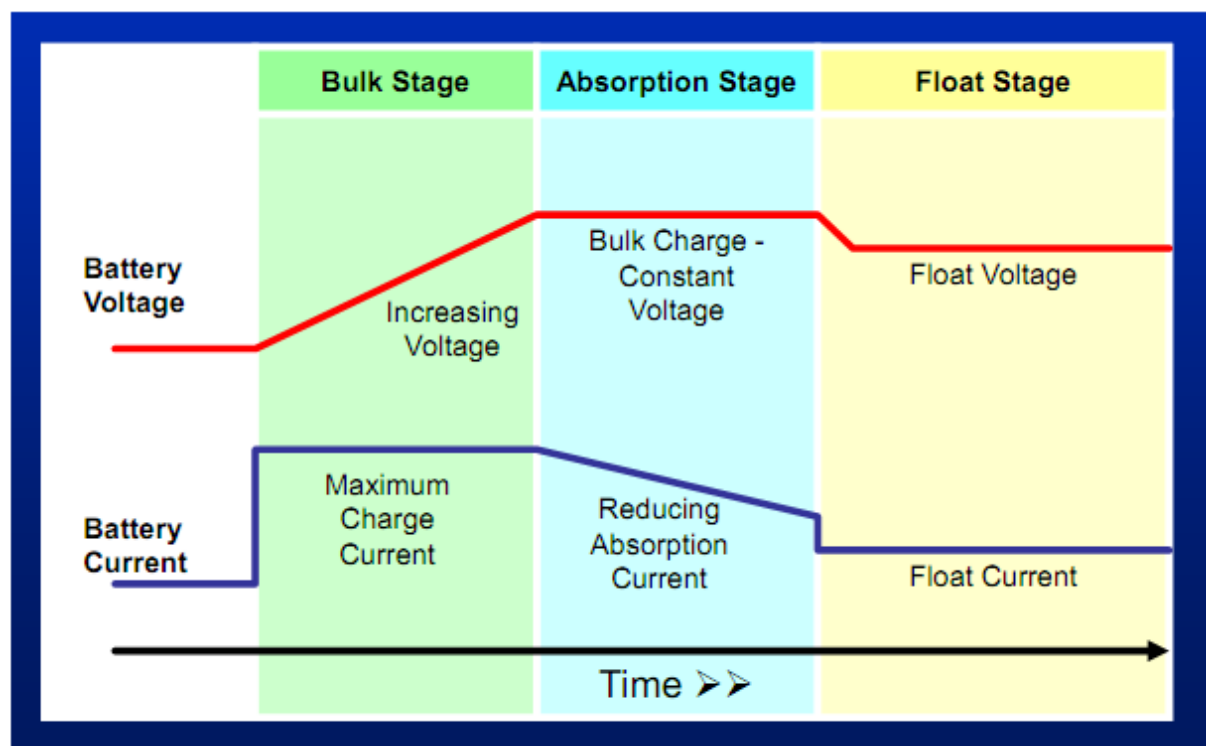 Bulk Stage
Absorption Stage
Float Stage
Battery
Voltage
Increasing
Voltage
Bulk Charge -
Constant
Voltage
Float Voltage
Battery
Current
Maximum
Charge
Current
Reducing
Absorption
Current
Float Current
Time ➢➢